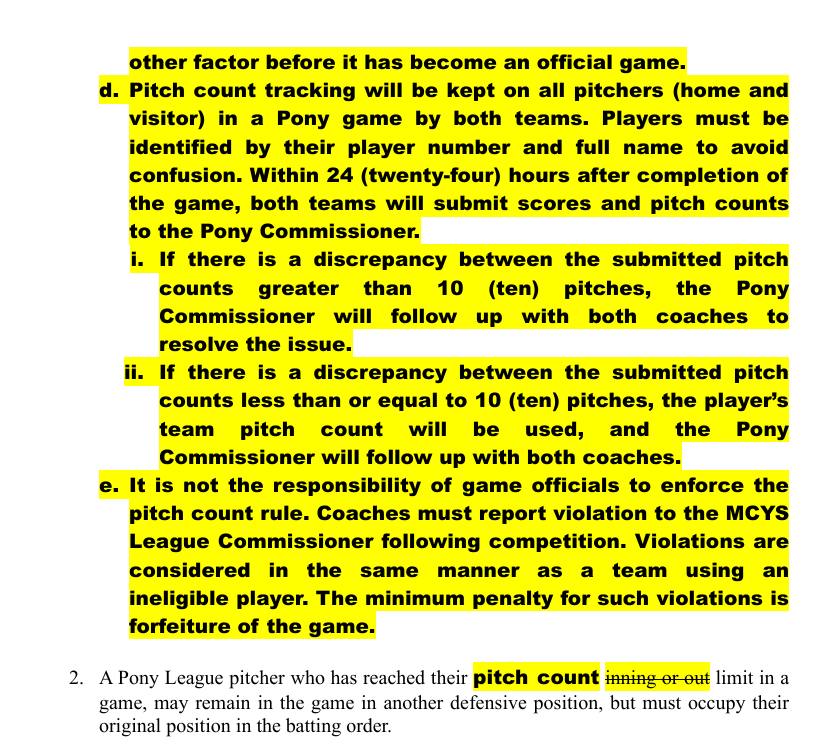 other factor before it has become an official game.
d. Pitch count tracking will be kept on all pitchers (home and
visitor) in a Pony game by both teams. Players must be
identified by their player number and full name to avoid
confusion. Within 24 (twenty-four) hours after completion of
the game, both teams will submit scores and pitch counts
to the Pony Commissioner.
i. If there is a discrepancy between the submitted pitch
counts greater than 10 (ten) pitches, the Pony
Commissioner will follow up with both coaches to
resolve the issue.
ii. If there is a discrepancy between the submitted pitch
counts less than or equal to 10 (ten) pitches, the player’s
team pitch count will be used, and the Pony
Commissioner will follow up with both coaches.
e. It is not the responsibility of game officials to enforce the
pitch count rule. Coaches must report violation to the MCYS
League Commissioner following competition. Violations are
considered in the same manner as a team using an
ineligible player. The minimum penalty for such violations is
forfeiture of the game.
2. A Pony League pitcher who has reached their pitch count inning or out limit in a
game, may remain in the game in another defensive position, but must occupy their
original position in the batting order.